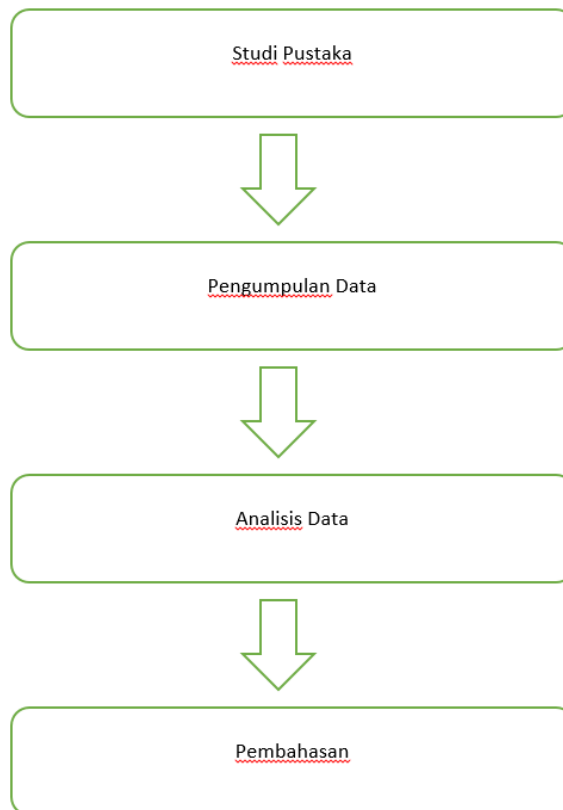 Studi Pustaka
Pengumpulan Data
Analisis Data
Pembahasan